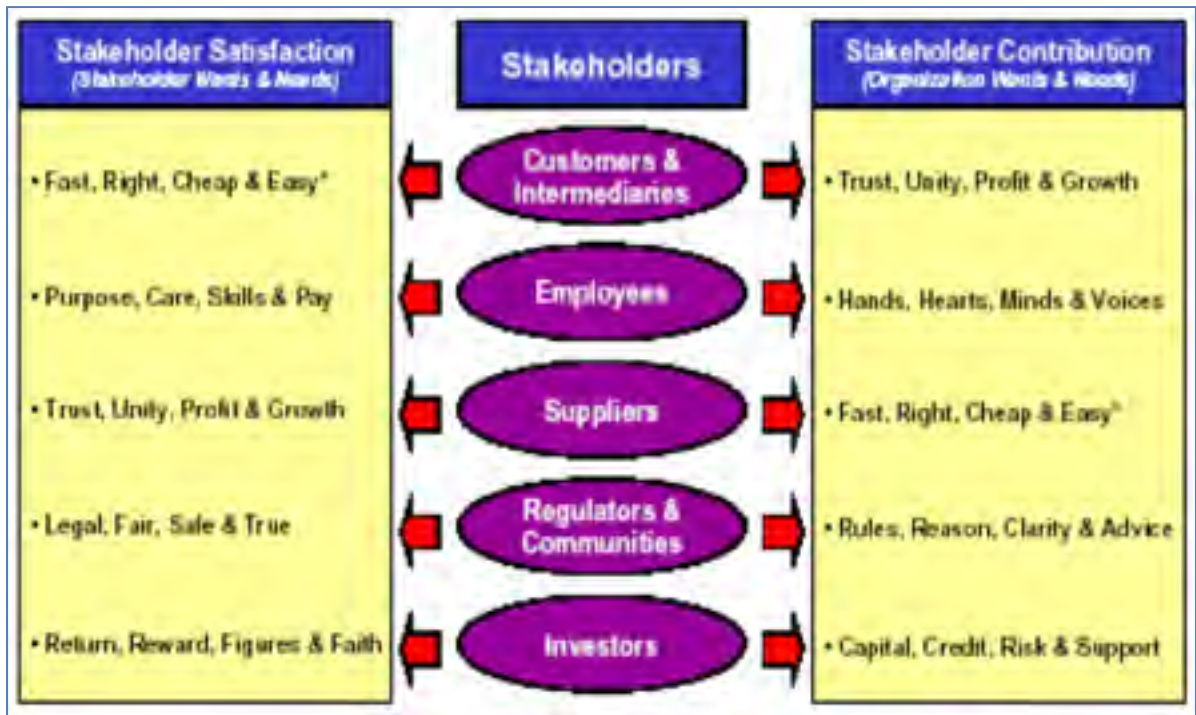 Stakeholder Satisfaction
(Stakeholder Wants & Needs)
Stakeholders
Stakeholder Contribution
(Organization Wants & Needs)
• Fast, Right, Cheap & Easy*
Customers &
Intermediaries
• Trust, Unity, Profit & Growth
• Purpose, Care, Skills & Pay
Employees
• Hands, Hearts, Minds & Voices
• Trust, Unity, Profit & Growth
Suppliers
• Fast, Right, Cheap & Easy*
• Legal, Fair, Safe & True
Regulators &
Communities
• Rules, Reason, Clarity & Advice
• Return, Reward, Figures & Faith
Investors
• Capital, Credit, Risk & Support